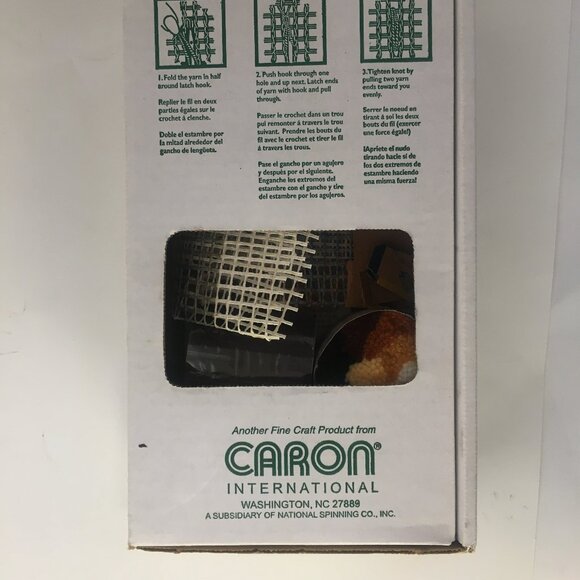 1. Fold the yarn in half
around latch hook.
Replier le fil en deux
parties égales sur le
crochet à clenche.
Doble el estambre por
la mitad alrededor del
gancho de lengüeta.
2. Push hook through one
hole and up next. Latch ends
of yarn with hook and pull
through.
Passer le crochet dans un trou
pui remonter à travers le trou
suivant. Prendre les bouts du
fil avec le crochet et tirer le fil
à travers les trous.
Pase el gancho por un agujero
y después por el siguiente.
Enganche los extremos del
estambre con el gancho y tire
del estambre por los agujeros.
3. Tighten knot by
pulling two yarn
ends toward you
evenly.
Serrer le noeud en
tirant à soi les deux
bouts du fil (exercer
une force égale!)
¡Apriete el nudo
tirando hacie sí de
los dos extremos de
estambre haciendo
una misma fuerza!
Another Fine Craft Product from
CARON®
INTERNATIONAL
WASHINGTON, NC 27889
A SUBSIDIARY OF NATIONAL SPINNING CO., INC.